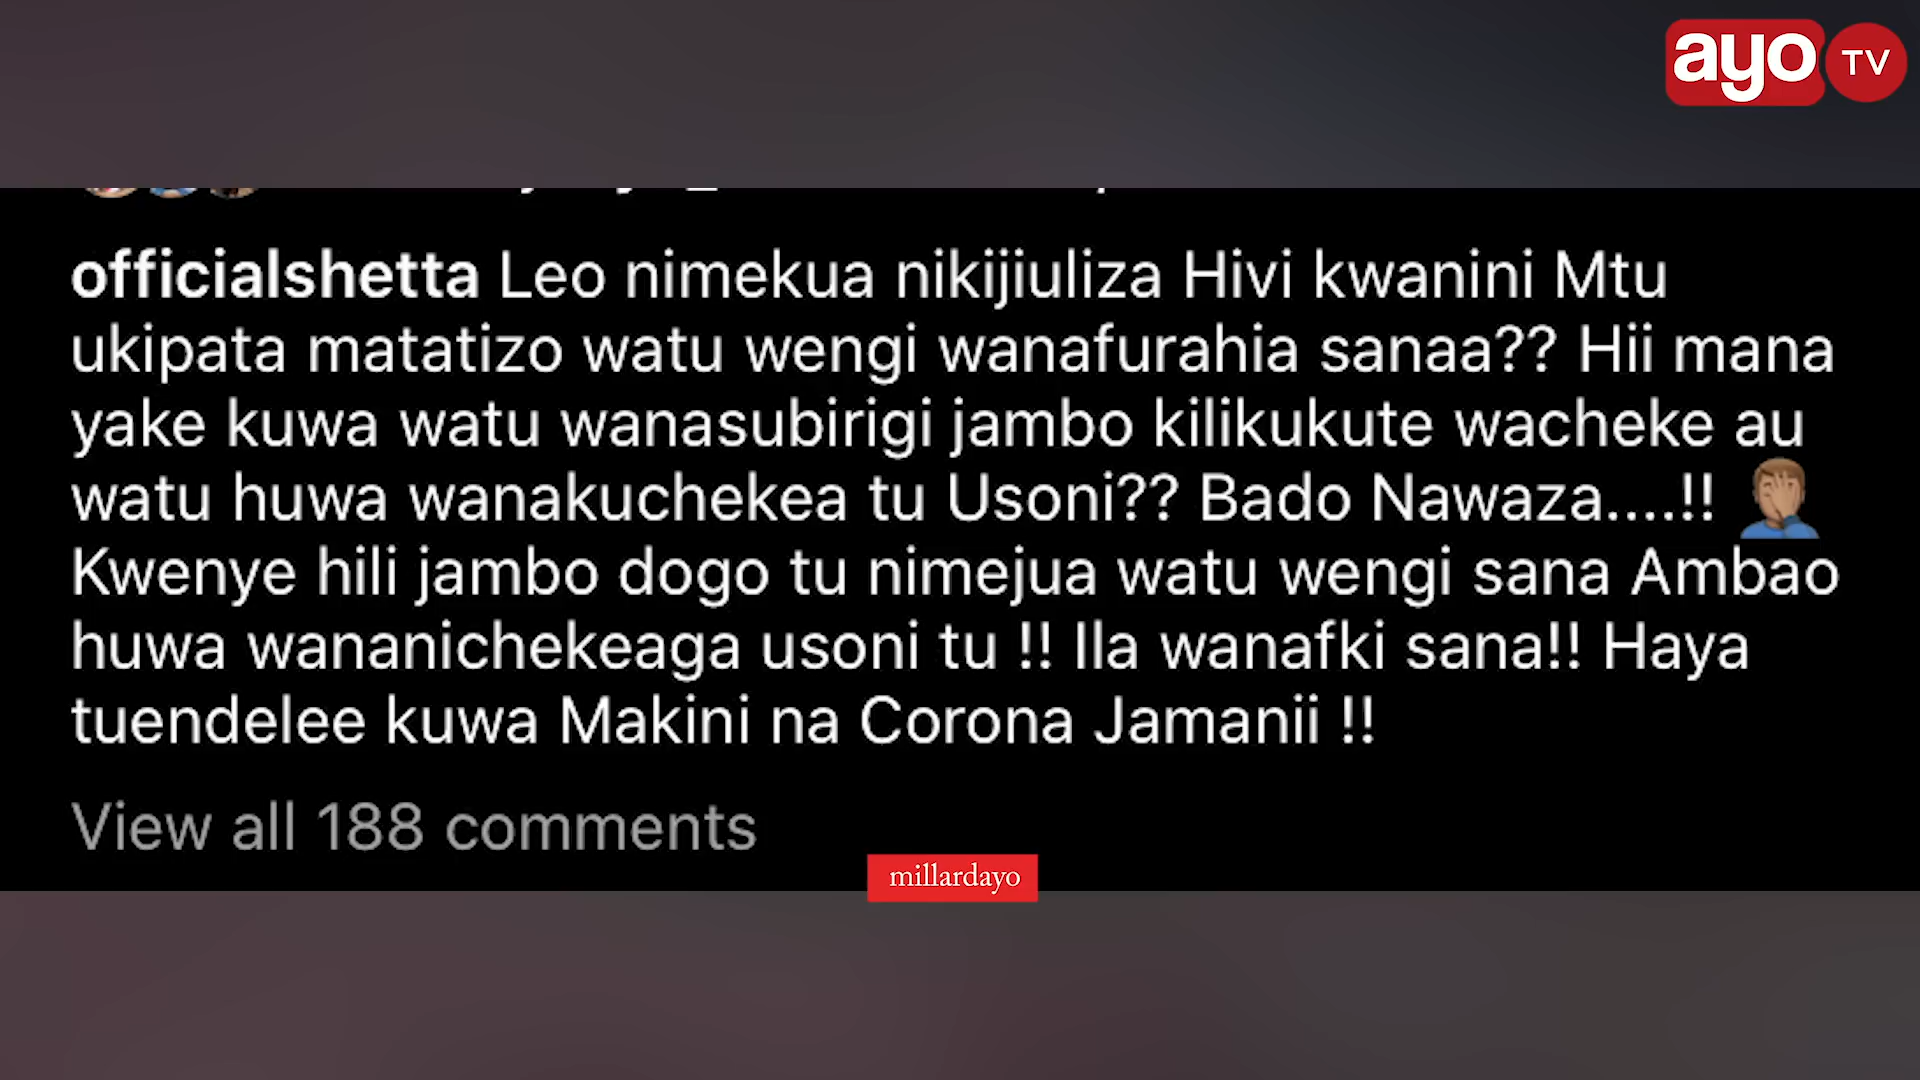 ayo TV
officialshetta Leo nimekua nikijiuliza Hivi kwanini Mtu
ukipata matatizo watu wengi wanafurahia sanaa?? Hii mana
yake kuwa watu wanasubirigi jambo kilikukute wacheke au
watu huwa wanakuchekea tu Usoni?? Bado Nawaza....!! 🤦🏽‍♂️
Kwenye hili jambo dogo tu nimejua watu wengi sana Ambao
huwa wananichekeaga usoni tu !! Ila wanafki sana!! Haya
tuendelee kuwa Makini na Corona Jamanii !!
View all 188 comments
millardayo